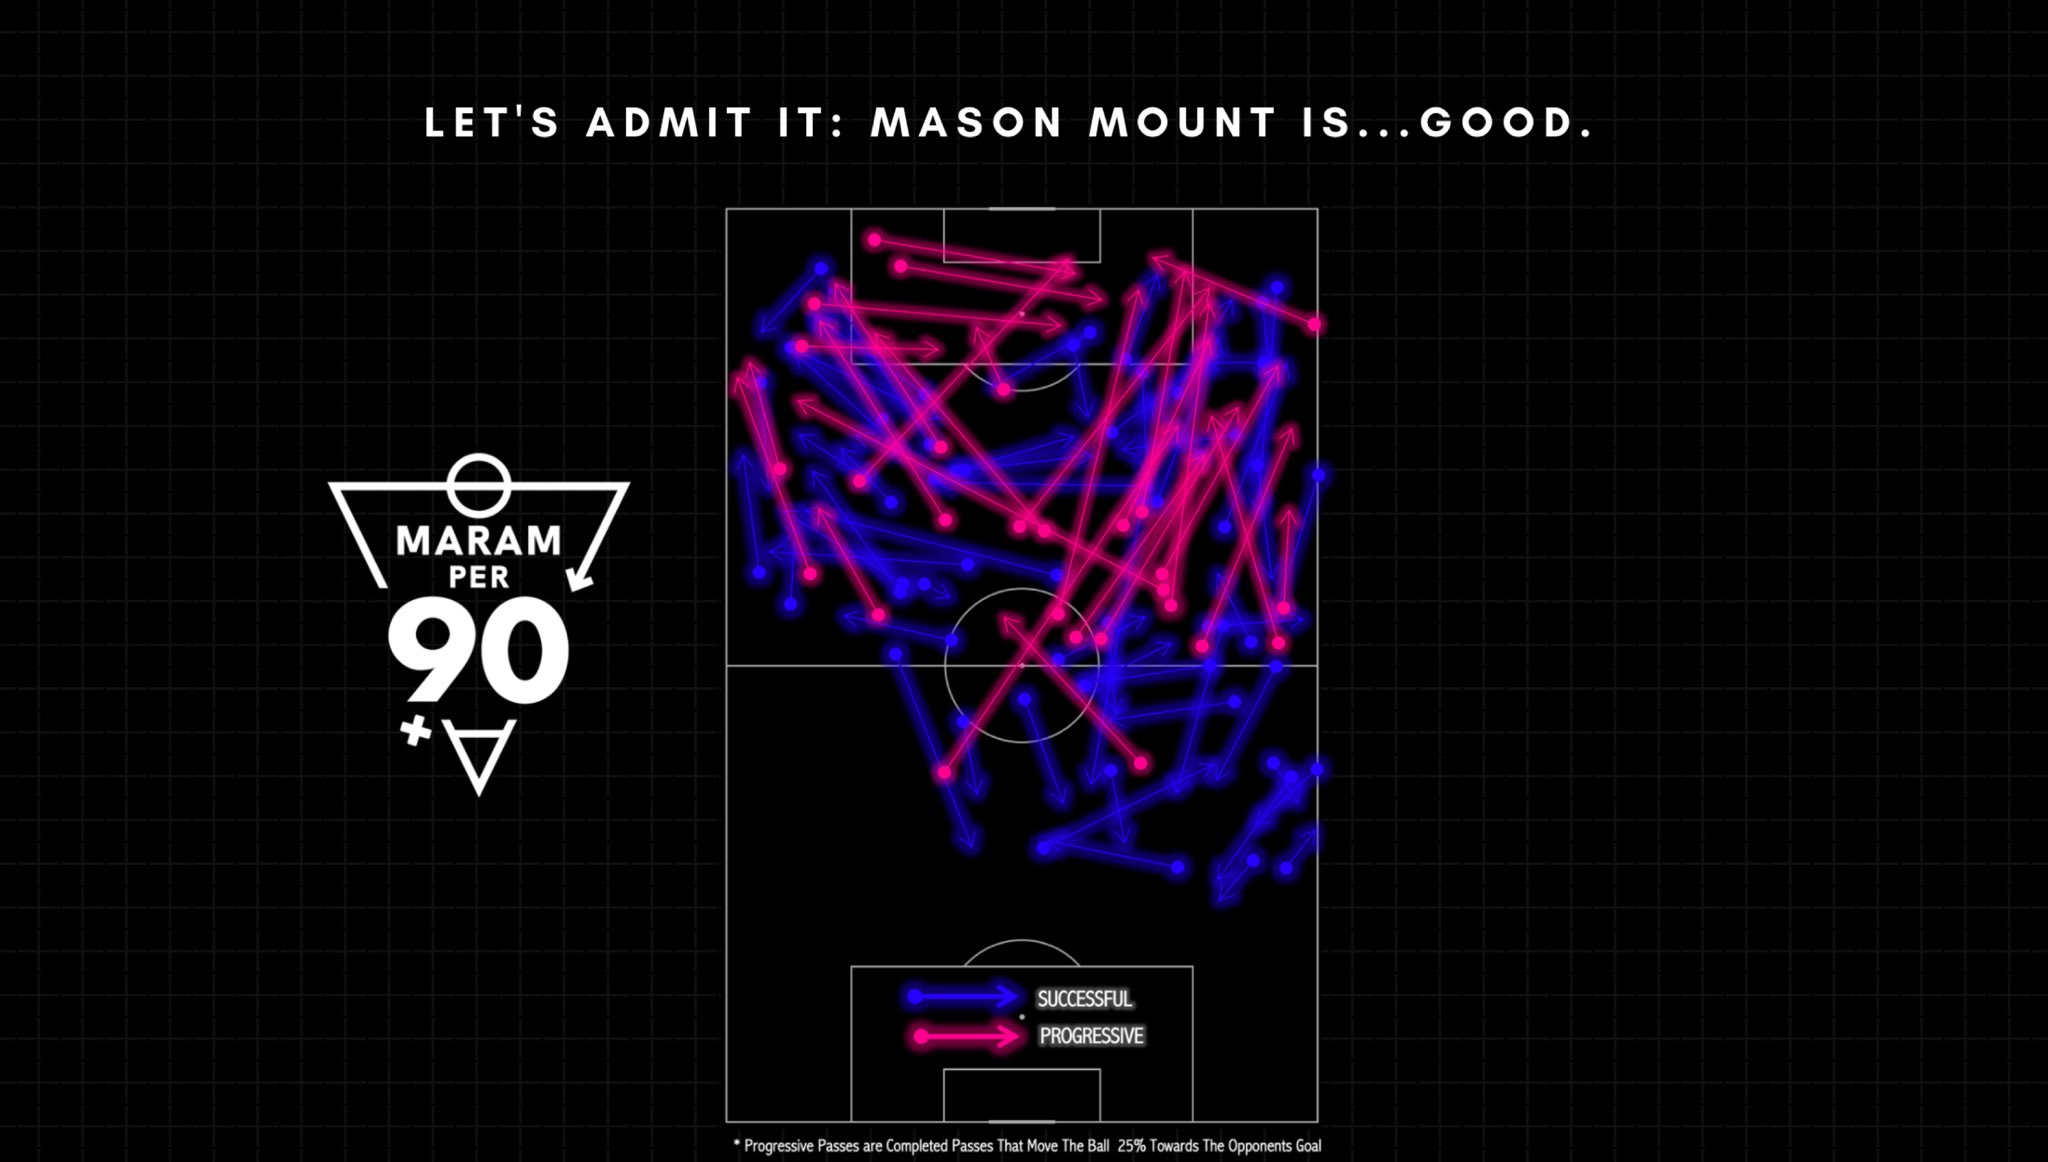 LET'S ADMIT IT: MASON MOUNT IS...GOOD.
MARAM
PER
90
+
SUCCESSFUL
PROGRESSIVE
* Progressive Passes are Completed Passes That Move The Ball 25% Towards The Opponents Goal